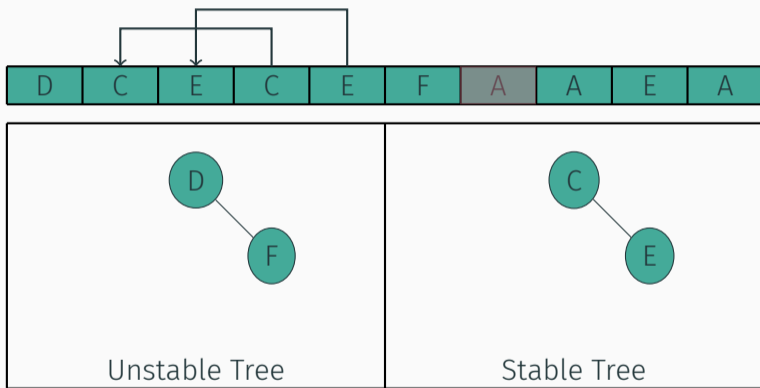 D C E C E F A A E A
D C
F E
Unstable Tree Stable Tree